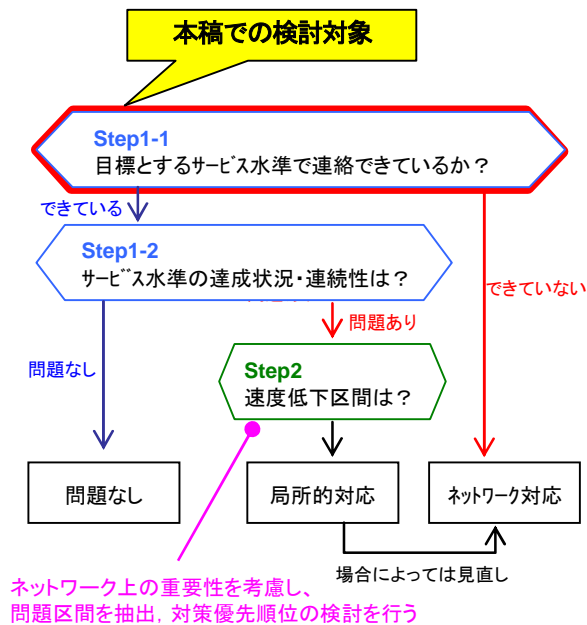 本稿での検討対象
Step1-1
目標とするサービス水準で連絡できているか？
できている
Step1-2
サービス水準の達成状況・連続性は？
できていない
問題あり
問題なし
Step2
速度低下区間は？
問題なし
局所的対応
ネットワーク対応
場合によっては見直し
ネットワーク上の重要性を考慮し、
問題区間を抽出，対策優先順位の検討を行う